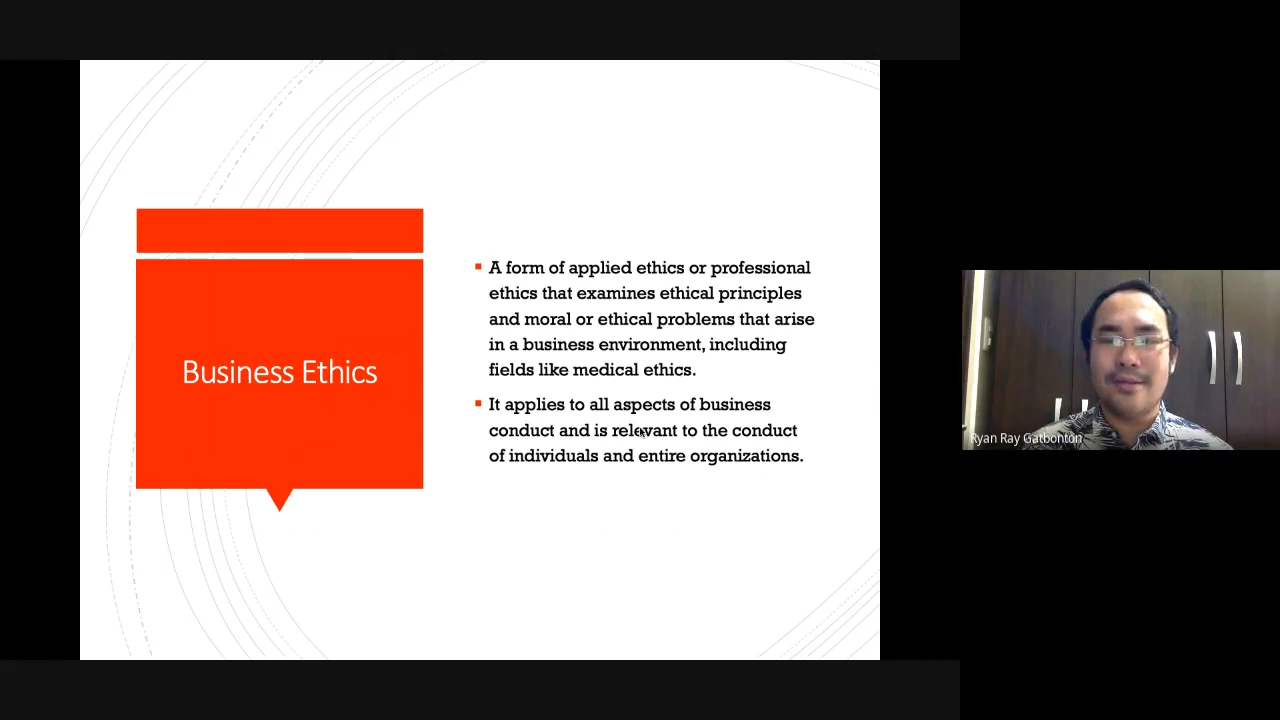 Business Ethics
A form of applied ethics or professional
ethics that examines ethical principles
and moral or ethical problems that arise
in a business environment, including
fields like medical ethics.
It applies to all aspects of business
conduct and is relevant to the conduct
of individuals and entire organizations.
Ryan Ray Gatbonton